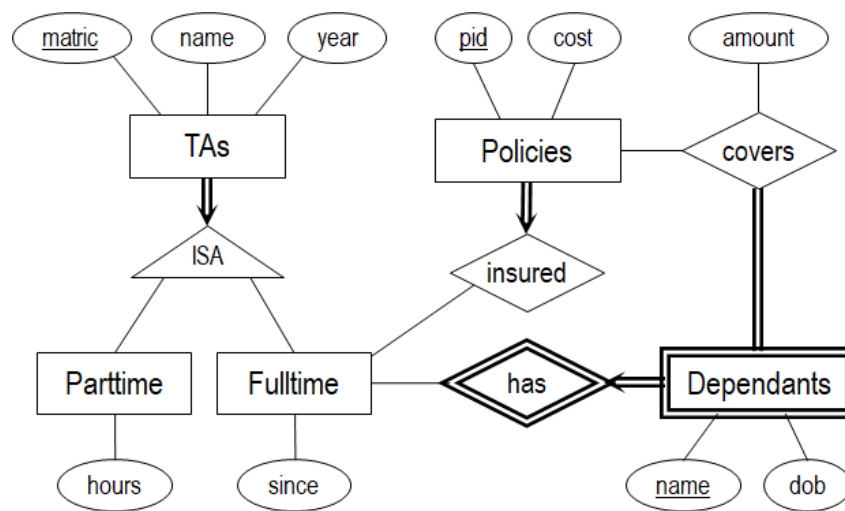 matric
name
year
pid
cost
amount
TAs
Policies
covers
ISA
insured
Parttime
Fulltime
has
Dependants
hours
since
name
dob